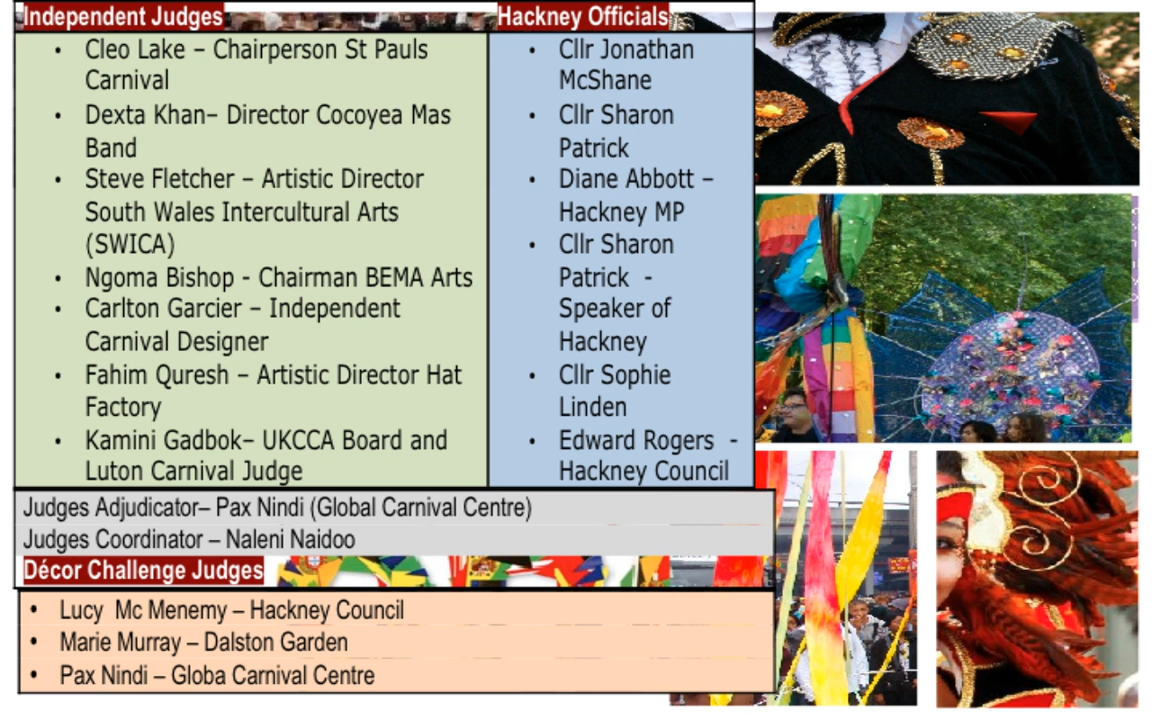 Independent Judges
Cleo Lake – Chairperson St Pauls
Carnival
Dexta Khan– Director Cocoyea Mas
Band
Steve Fletcher – Artistic Director
South Wales Intercultural Arts
(SWICA)
Ngoma Bishop - Chairman BEMA Arts
Carlton Garcier – Independent
Carnival Designer
Fahim Quresh – Artistic Director Hat
Factory
Kamini Gadbok– UKCCA Board and
Luton Carnival Judge
Hackney Officials
Cllr Jonathan
McShane
Cllr Sharon
Patrick
Diane Abbott –
Hackney MP
Cllr Sharon
Patrick -
Speaker of
Hackney
Cllr Sophie
Linden
Edward Rogers -
Hackney Council
Judges Adjudicator– Pax Nindi (Global Carnival Centre)
Judges Coordinator – Naleni Naidoo
Décor Challenge Judges
• Lucy Mc Menemy – Hackney Council
• Marie Murray – Dalston Garden
• Pax Nindi – Globa Carnival Centre